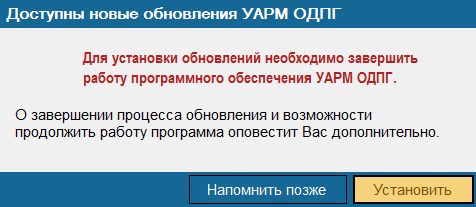 Доступны новые обновления УАРМ ОДПГ
Для установки обновлений необходимо завершить
работу программного обеспечения УАРМ ОДПГ.
О завершении процесса обновления и возможности
продолжить работу программа оповестит Вас дополнительно.
Напомнить позже
Установить